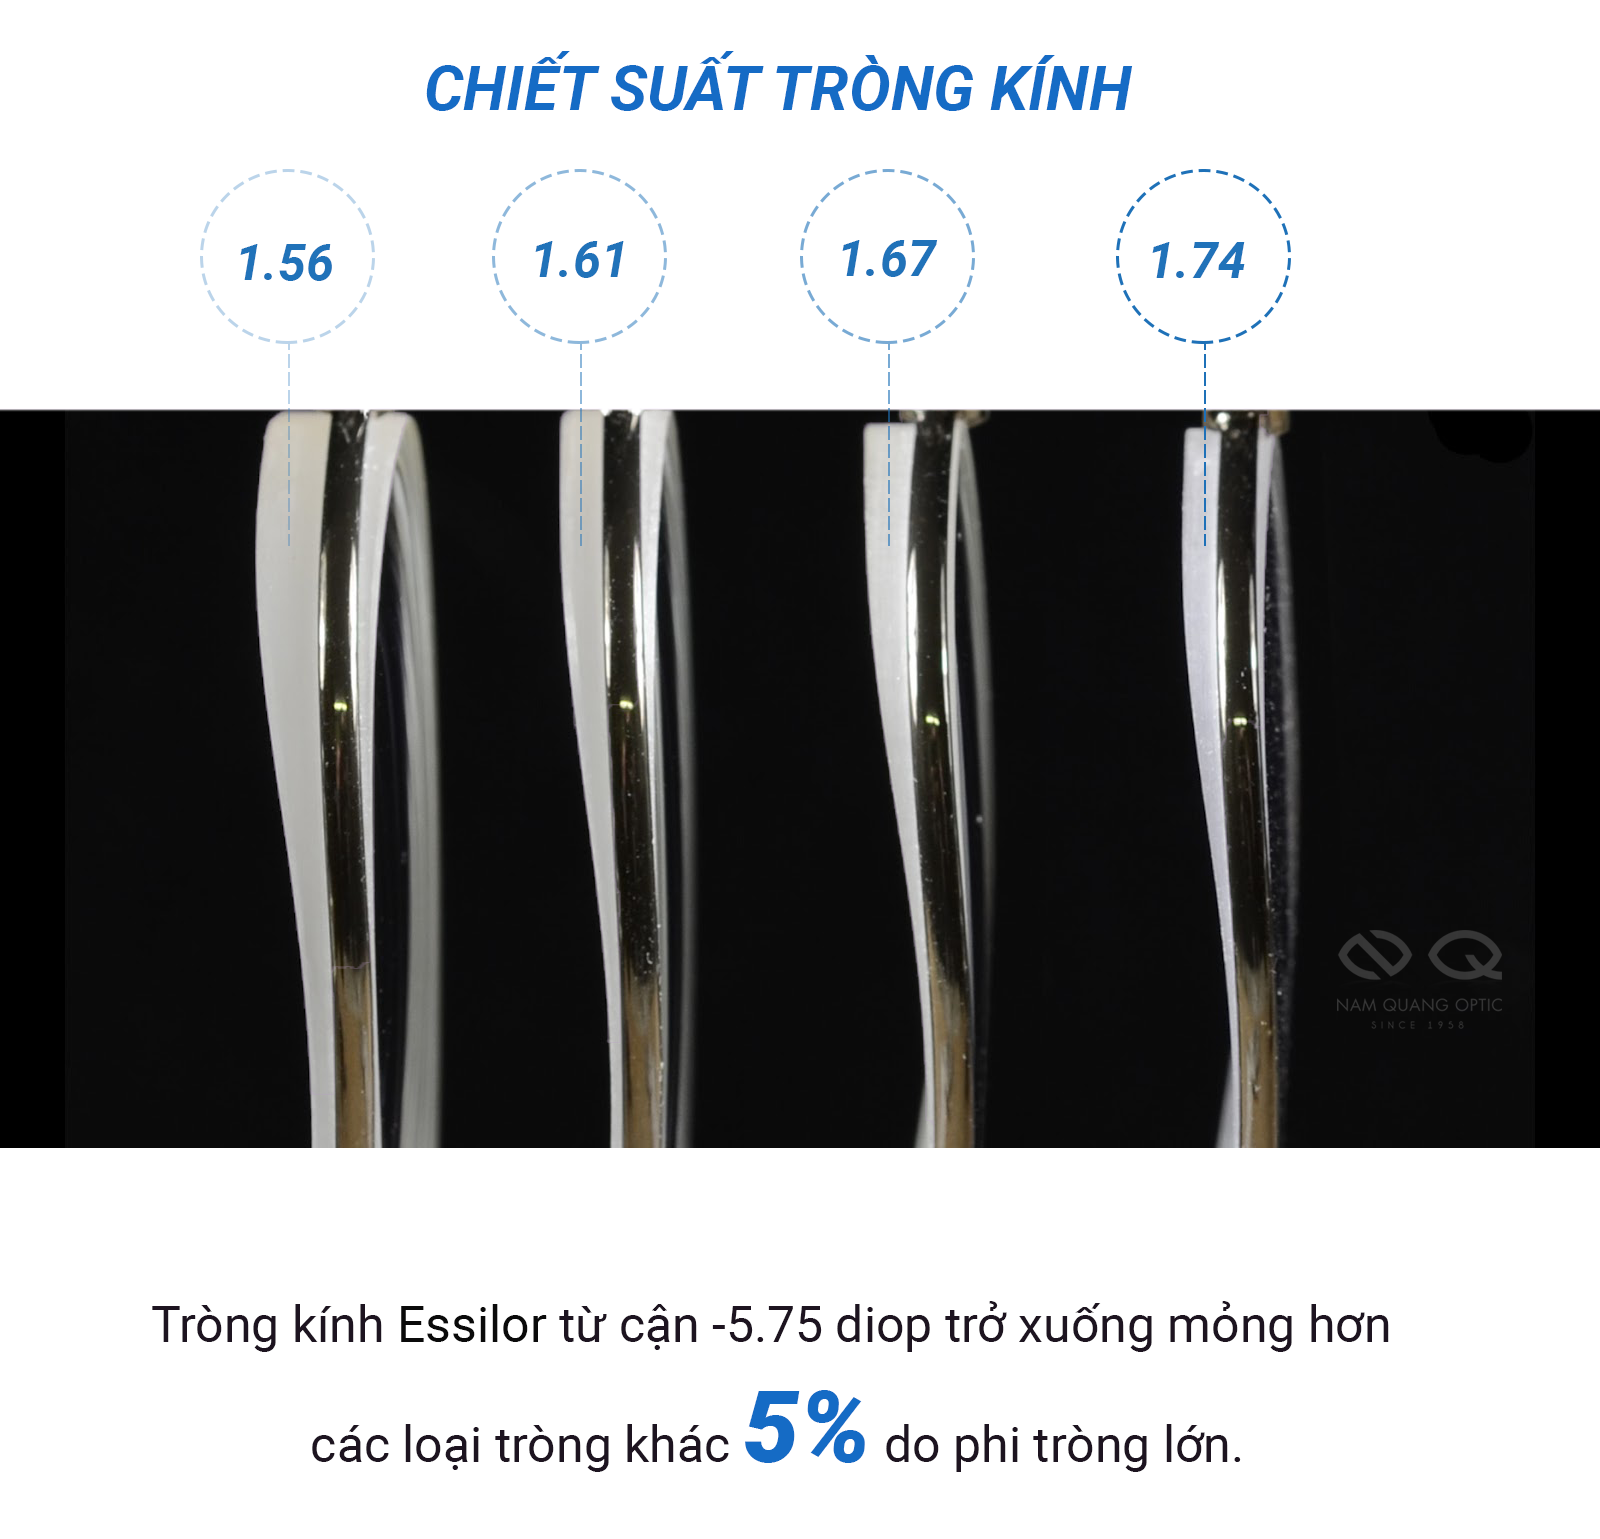 CHIẾT SUẤT TRÒNG KÍNH
1.56 1.61 1.67 1.74
NAM QUANG OPTIC
SINCE 1958
Tròng kính Essilor từ cận -5.75 diop trở xuống mỏng hơn
các loại tròng khác 5% do phi tròng lớn.